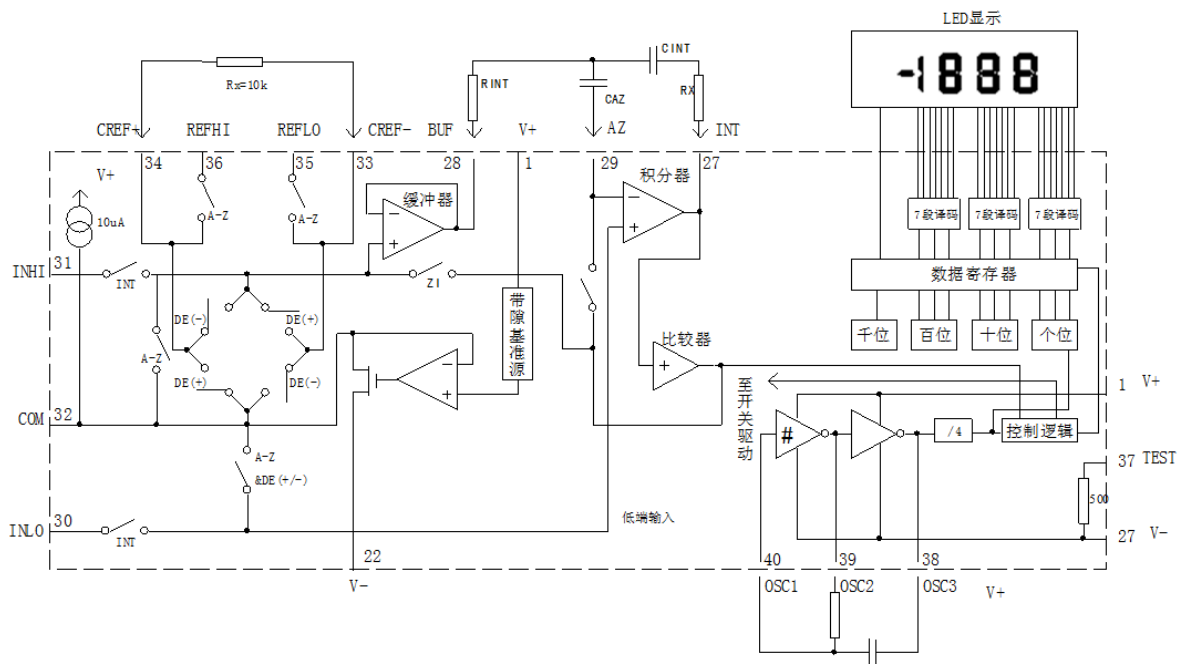 LED显示
-1888
CINT
RINT
Rx=10k
CAZ
RX
CREF+
REFHI
REFLO
CREF-
BUF
V+
AZ
INT
34
36
35
33
28
1
29
27
V+
10uA
A-Z
A-Z
缓冲器
积分器
7段译码
7段译码
7段译码
INHI
31
INT
ZI
数据寄存器
DE(-)
DE(+)
带隙基准源
千位
百位
十位
个位
A-Z
DE(+)
DE(-)
比较器
至开关驱动
1
V+
COM
32
#
/4
控制逻辑
A-Z
&DE(+/-)
37
TEST
500
INLO
30
INT
低端输入
27
V-
22
V-
40
39
38
OSC1
OSC2
OSC3
V+